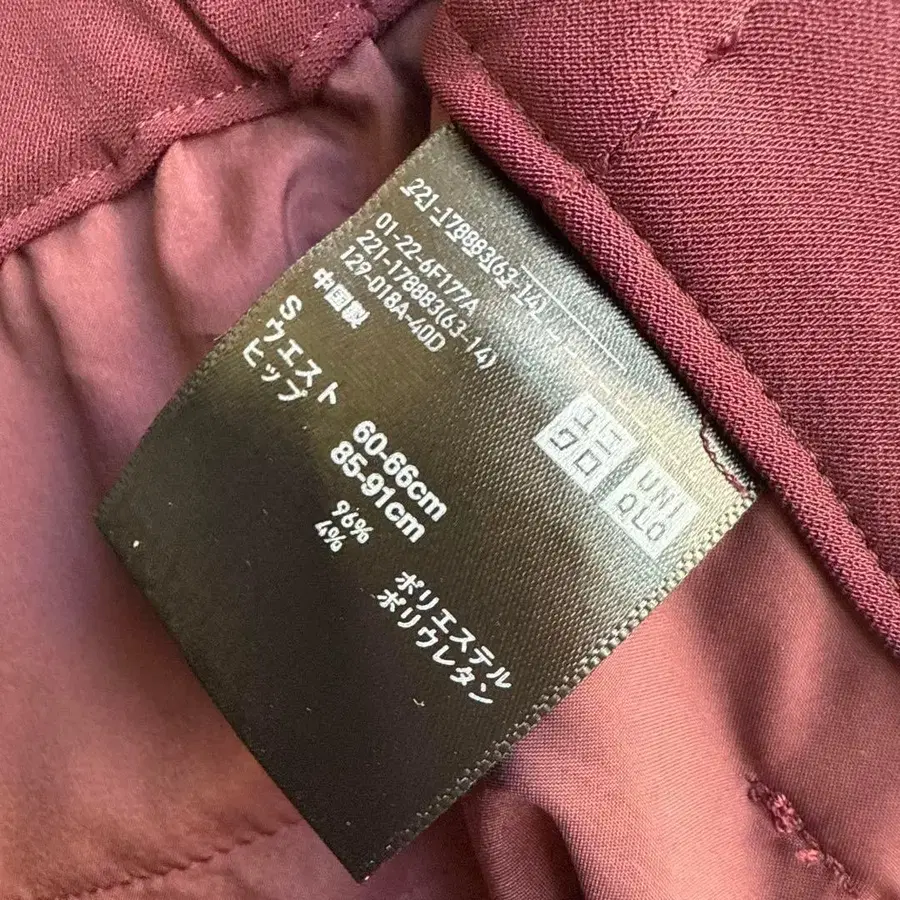 ユニ
クロ
UNI
QLO
221-178883(63-14)
01-22-6F177A
221-178883(63-14)
129-018A-40D
中国製
S
ウエスト 60-66cm
ヒップ 85-91cm
96% ポリエステル
4% ポリウレタン